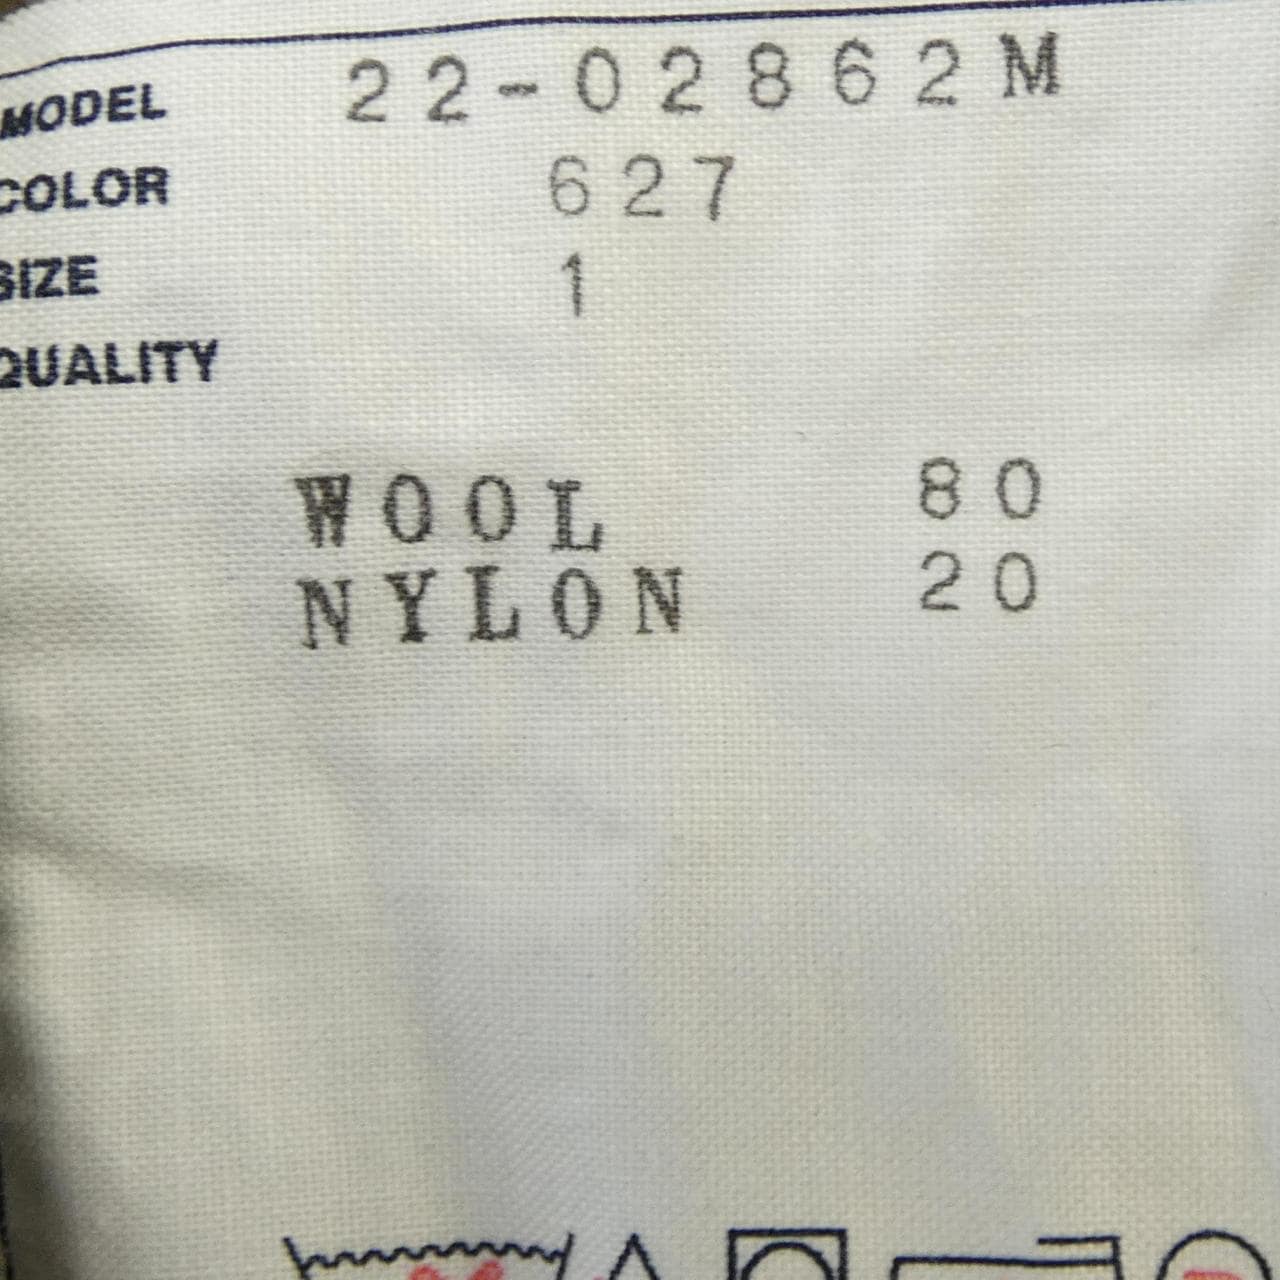 MODEL 22-02862M
COLOR 627
SIZE 1
QUALITY
WOOL 80
NYLON 20